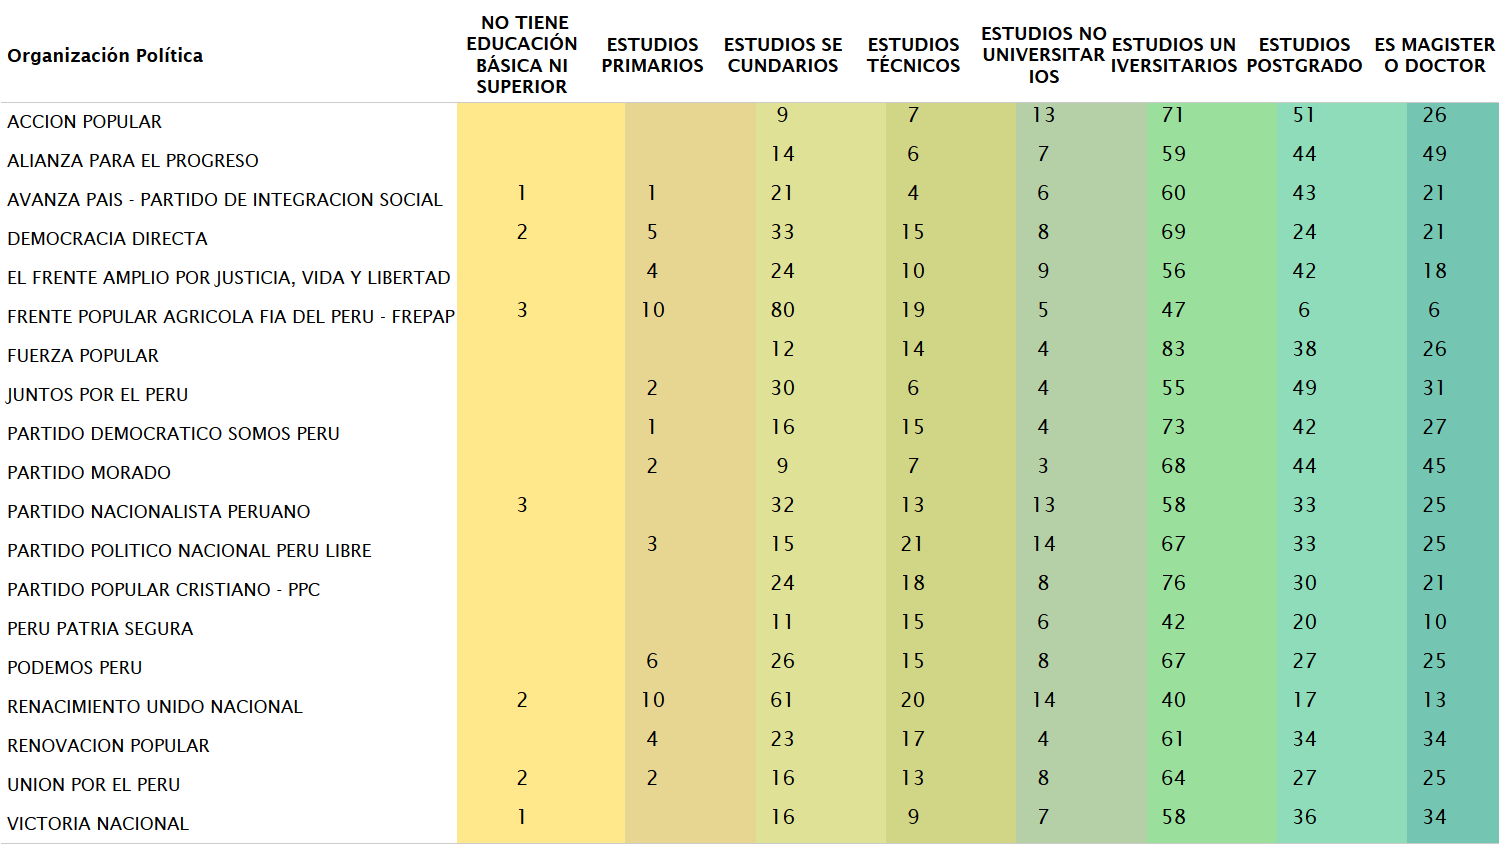 Organización Política NO TIENE EDUCACIÓN BÁSICA NI SUPERIOR ESTUDIOS PRIMARIOS ESTUDIOS SE CUNDARIOS ESTUDIOS TÉCNICOS ESTUDIOS NO UNIVERSITAR IOS ESTUDIOS UN IVERSITARIOS ESTUDIOS POSTGRADO ES MAGISTER O DOCTOR
ACCION POPULAR 9 7 13 71 51 26
ALIANZA PARA EL PROGRESO 14 6 7 59 44 49
AVANZA PAIS - PARTIDO DE INTEGRACION SOCIAL 1 1 21 4 6 60 43 21
DEMOCRACIA DIRECTA 2 5 33 15 8 69 24 21
EL FRENTE AMPLIO POR JUSTICIA, VIDA Y LIBERTAD 4 24 10 9 56 42 18
FRENTE POPULAR AGRICOLA FIA DEL PERU - FREPAP 3 10 80 19 5 47 6 6
FUERZA POPULAR 12 14 4 83 38 26
JUNTOS POR EL PERU 2 30 6 4 55 49 31
PARTIDO DEMOCRATICO SOMOS PERU 1 16 15 4 73 42 27
PARTIDO MORADO 2 9 7 3 68 44 45
PARTIDO NACIONALISTA PERUANO 3 32 13 13 58 33 25
PARTIDO POLITICO NACIONAL PERU LIBRE 3 15 21 14 67 33 25
PARTIDO POPULAR CRISTIANO - PPC 24 18 8 76 30 21
PERU PATRIA SEGURA 11 15 6 42 20 10
PODEMOS PERU 6 26 15 8 67 27 25
RENACIMIENTO UNIDO NACIONAL 2 10 61 20 14 40 17 13
RENOVACION POPULAR 4 23 17 4 61 34 34
UNION POR EL PERU 2 2 16 13 8 64 27 25
VICTORIA NACIONAL 1 16 9 7 58 36 34